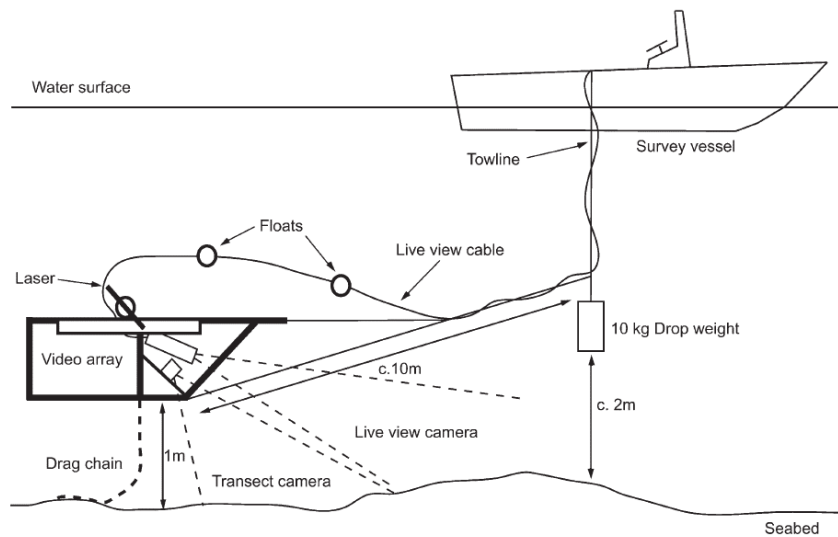 Water surface
Survey vessel
Towline
Floats
Live view cable
Laser
10 kg Drop weight
Video array
c.10m
c. 2m
Live view camera
1m
Drag chain
Transect camera
Seabed